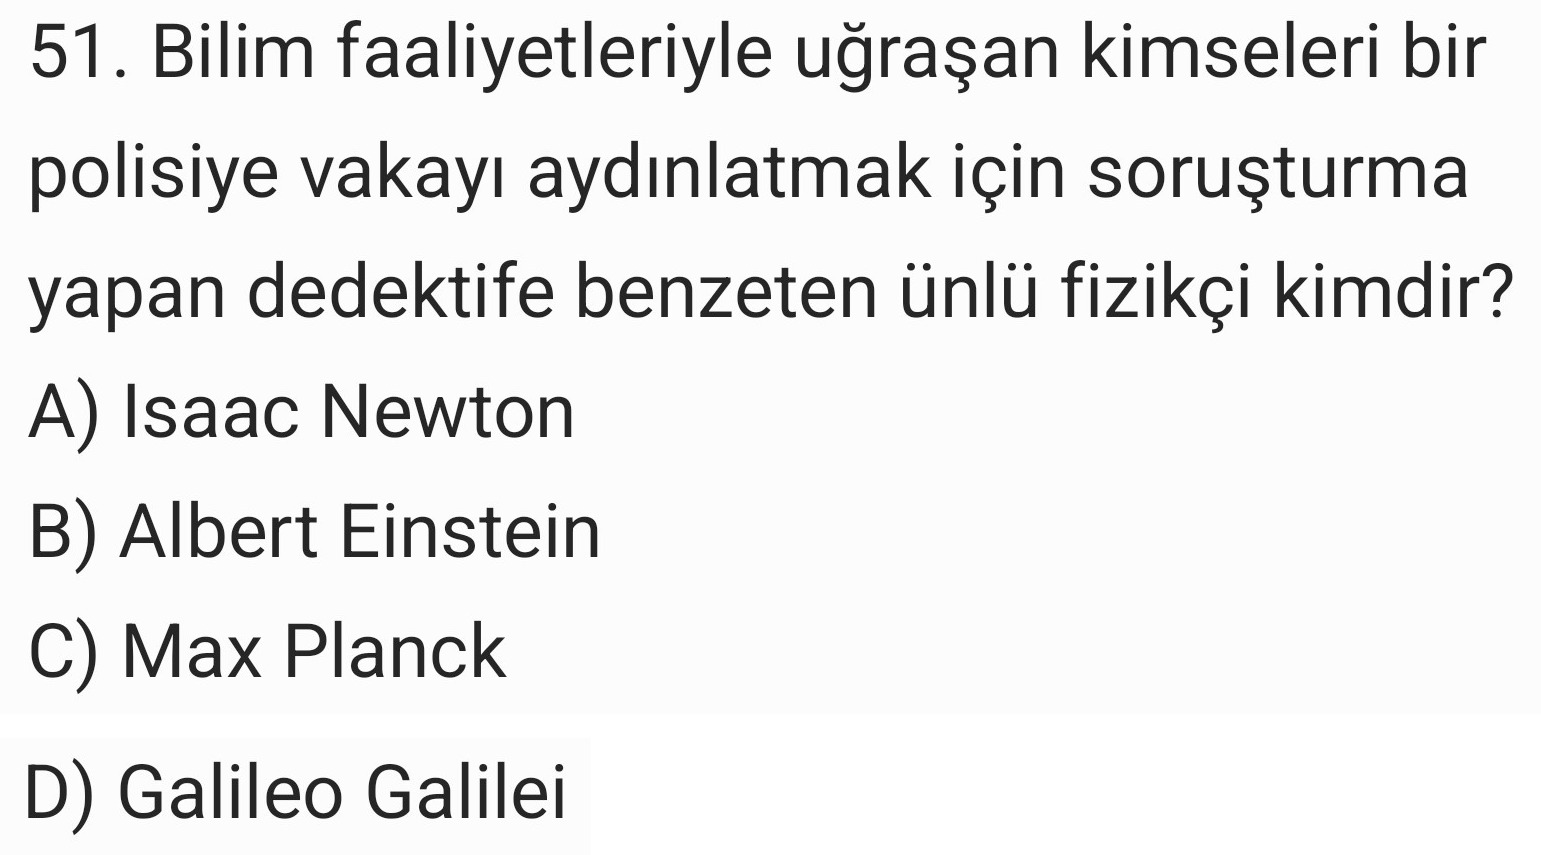 51. Bilim faaliyetleriyle uğraşan kimseleri bir
polisiye vakayı aydınlatmak için soruşturma
yapan dedektife benzeten ünlü fizikçi kimdir?
A) Isaac Newton
B) Albert Einstein
C) Max Planck
D) Galileo Galilei